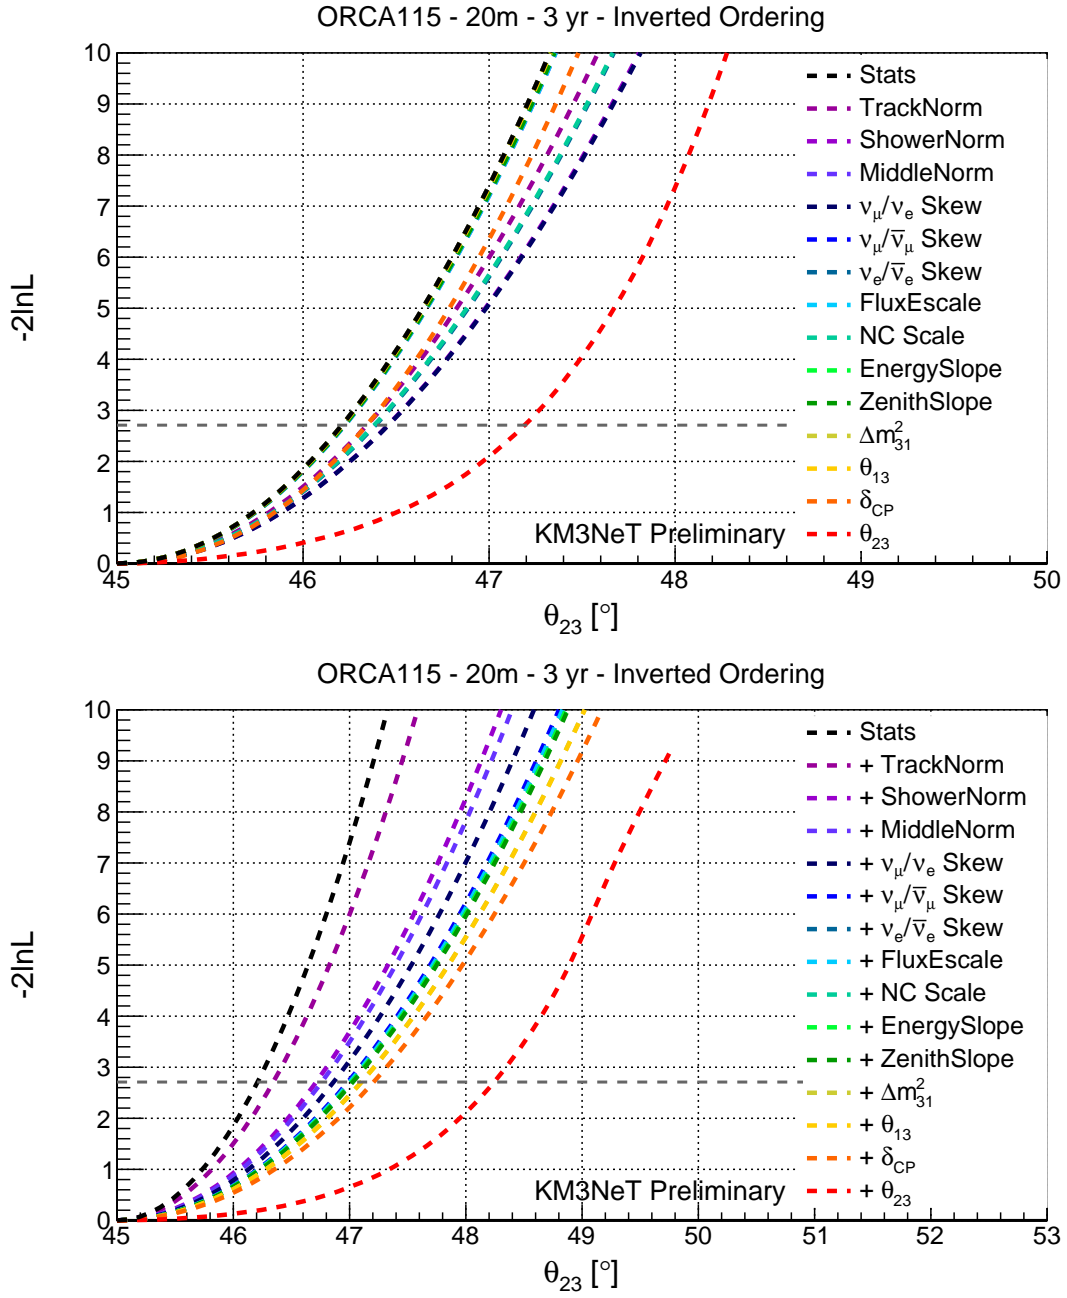 ORCA115 - 20m - 3 yr - Inverted Ordering
10
9
8
7
6
5
4
3
2
1
0
-2lnL
Stats
TrackNorm
ShowerNorm
MiddleNorm
νμ/νe Skew
νμ/ν̅μ Skew
νe/ν̅e Skew
FluxEscale
NC Scale
EnergySlope
ZenithSlope
Δm²31
θ13
δCP
θ23
KM3NeT Preliminary
45 46 47 48 49 50
θ23 [°]
ORCA115 - 20m - 3 yr - Inverted Ordering
10
9
8
7
6
5
4
3
2
1
0
-2lnL
Stats
+ TrackNorm
+ ShowerNorm
+ MiddleNorm
+ νμ/νe Skew
+ νμ/ν̅μ Skew
+ νe/ν̅e Skew
+ FluxEscale
+ NC Scale
+ EnergySlope
+ ZenithSlope
+ Δm²31
+ θ13
+ δCP
+ θ23
KM3NeT Preliminary
45 46 47 48 49 50 51 52 53
θ23 [°]